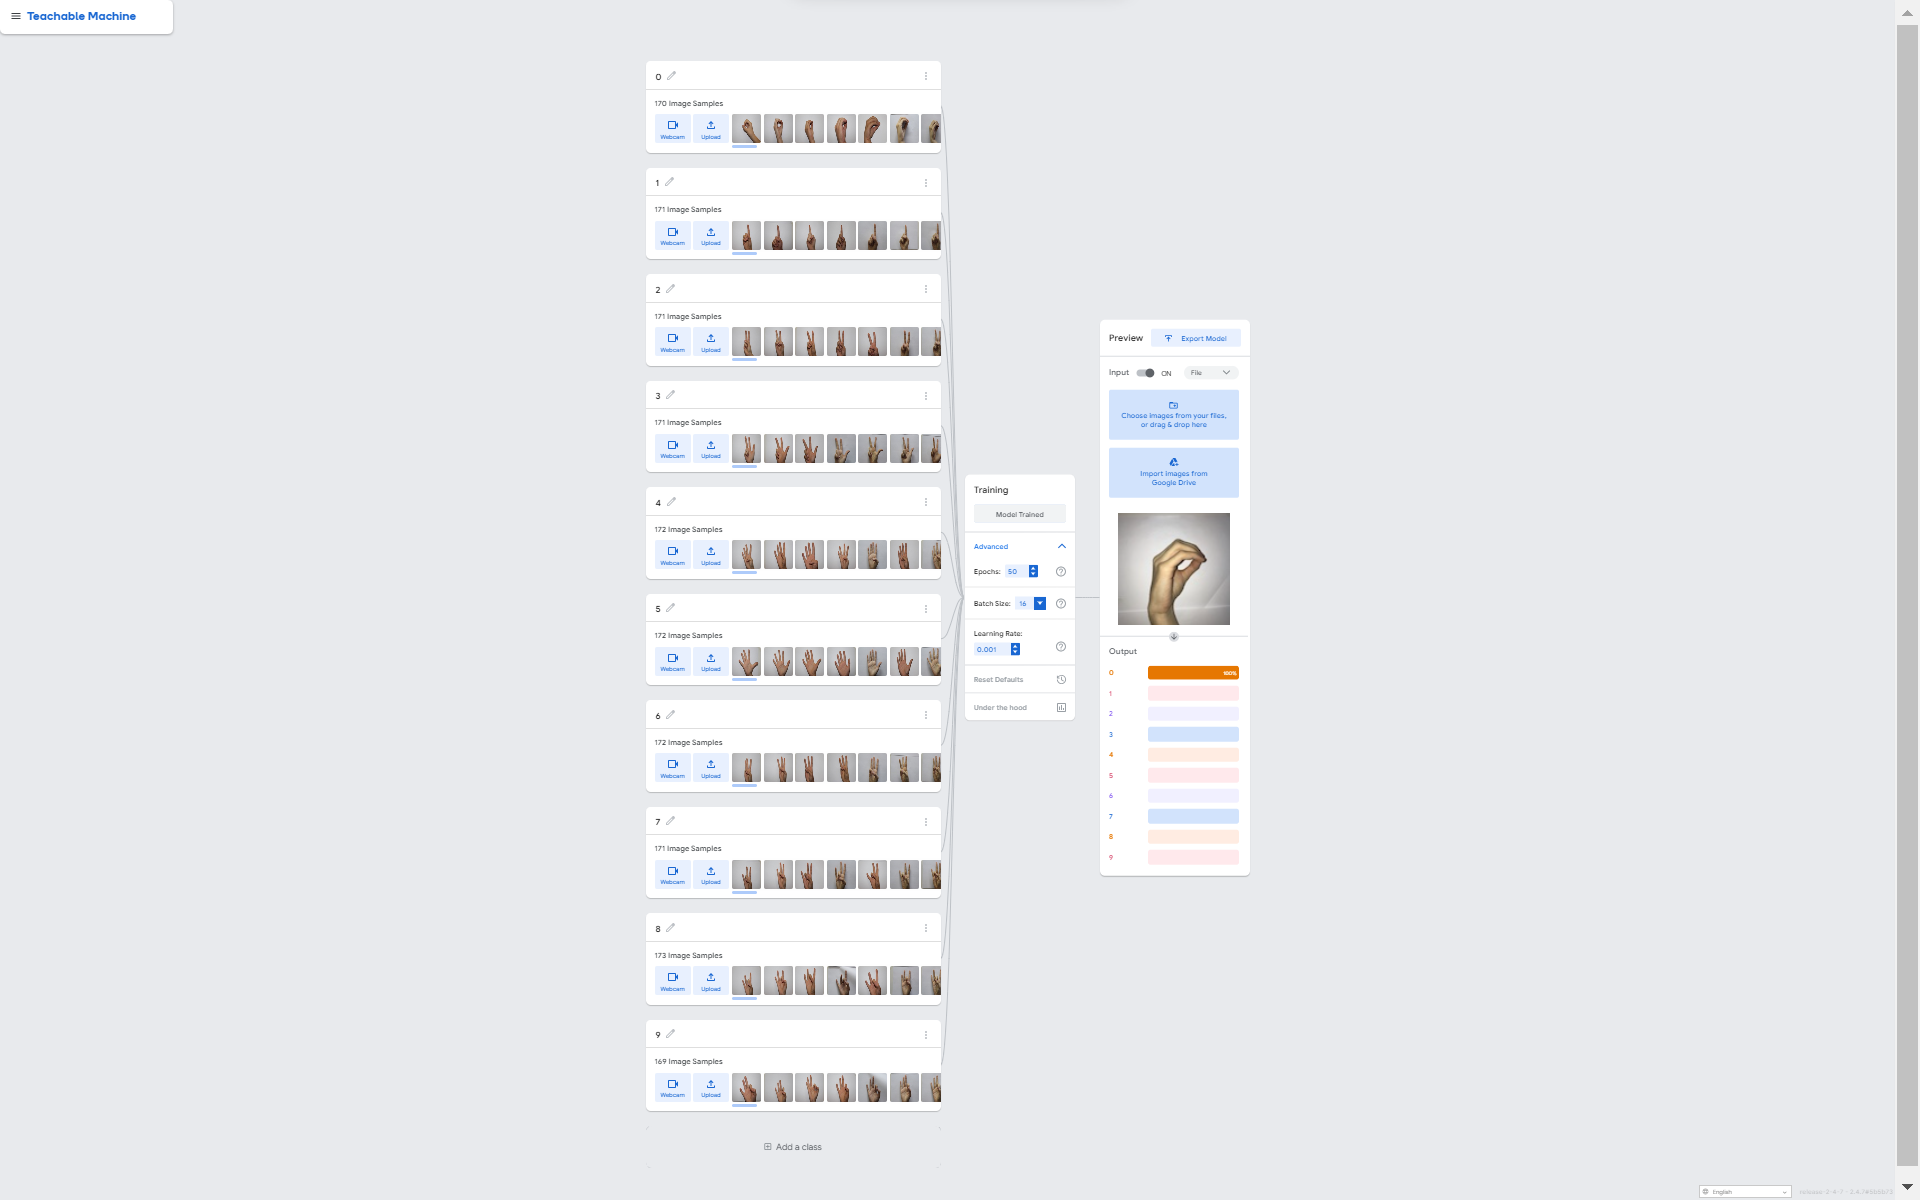 Teachable Machine
0
170 Image Samples
Webcam
Upload
1
171 Image Samples
Webcam
Upload
2
171 Image Samples
Webcam
Upload
3
171 Image Samples
Webcam
Upload
4
172 Image Samples
Webcam
Upload
5
172 Image Samples
Webcam
Upload
6
172 Image Samples
Webcam
Upload
7
171 Image Samples
Webcam
Upload
8
173 Image Samples
Webcam
Upload
9
169 Image Samples
Webcam
Upload
Add a class
Training
Model Trained
Advanced
Epochs: 50
Batch Size: 16
Learning Rate:
0.001
Reset Defaults
Under the hood
Preview
Export Model
Input ON File
Choose images from your files,
or drag & drop here
Import images from
Google Drive
Output
0 100%
1
2
3
4
5
6
7
8
9
English